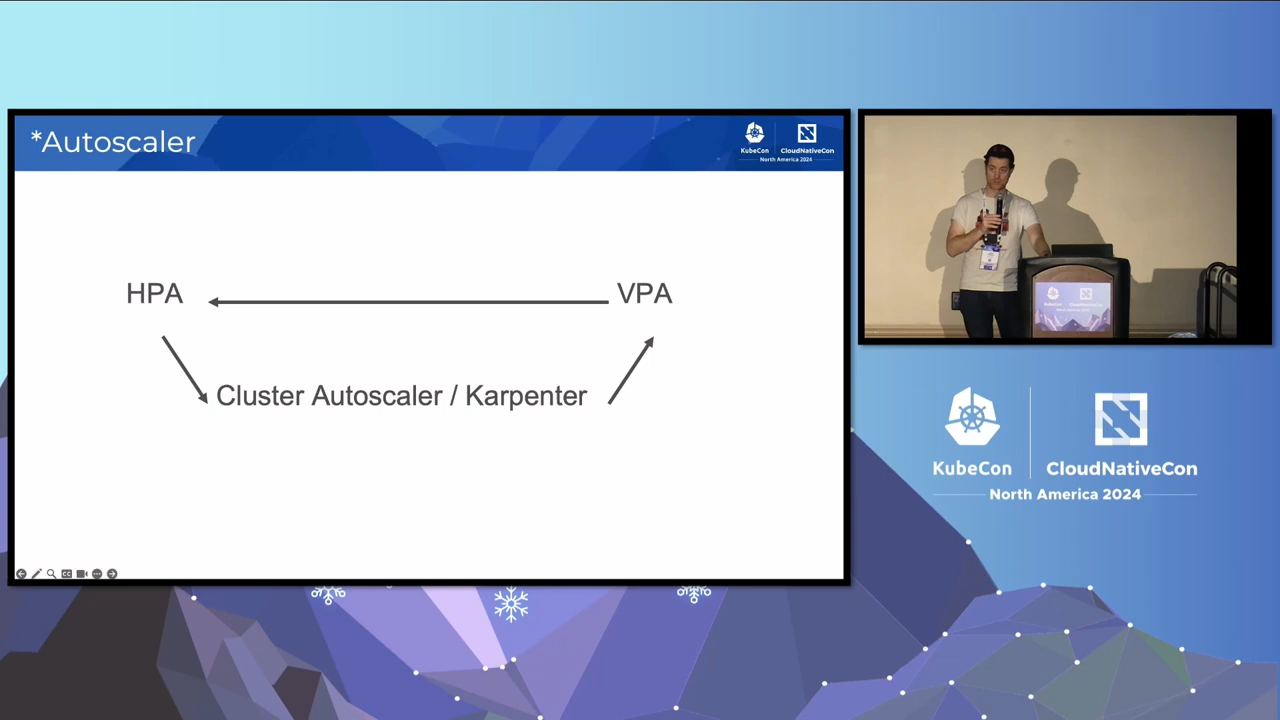 *Autoscaler
KubeCon
CloudNativeCon
North America 2024
HPA
VPA
Cluster Autoscaler / Karpenter
KubeCon
CloudNativeCon
North America 2024